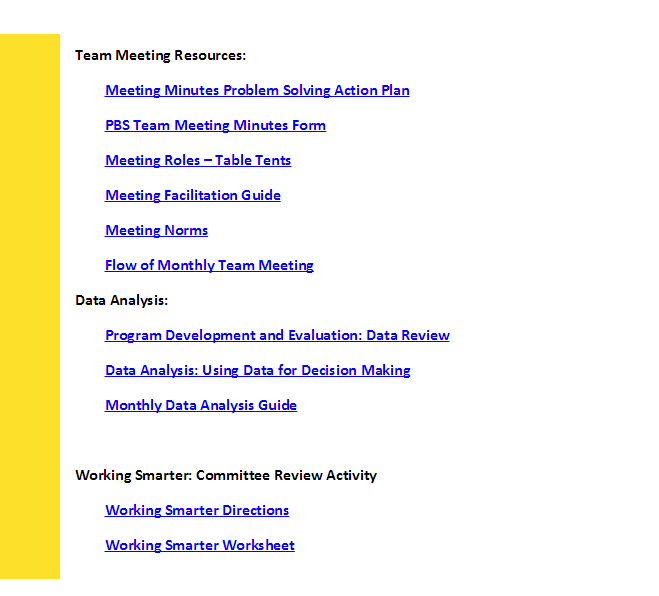 Team Meeting Resources:
Meeting Minutes Problem Solving Action Plan
PBS Team Meeting Minutes Form
Meeting Roles – Table Tents
Meeting Facilitation Guide
Meeting Norms
Flow of Monthly Team Meeting
Data Analysis:
Program Development and Evaluation: Data Review
Data Analysis: Using Data for Decision Making
Monthly Data Analysis Guide
Working Smarter: Committee Review Activity
Working Smarter Directions
Working Smarter Worksheet